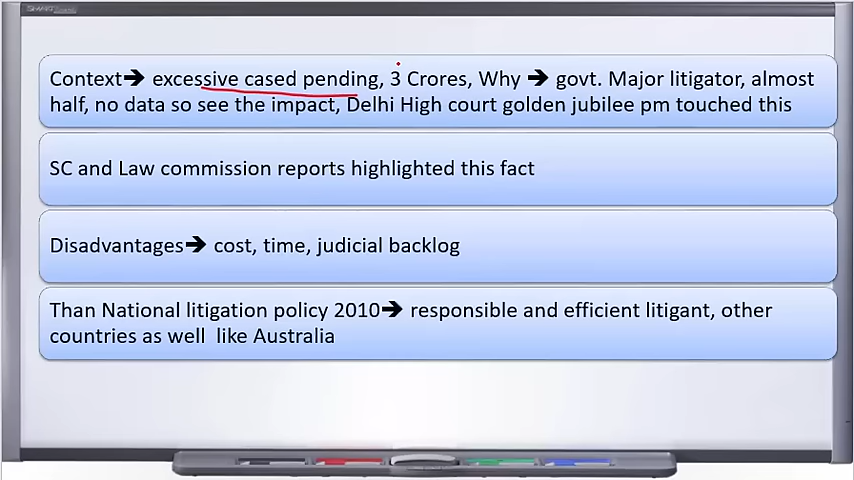 Context➔ excessive cased pending, 3 Crores, Why ➔ govt. Major litigator, almost
half, no data so see the impact, Delhi High court golden jubilee pm touched this
SC and Law commission reports highlighted this fact
Disadvantages➔ cost, time, judicial backlog
Than National litigation policy 2010➔ responsible and efficient litigant, other
countries as well like Australia